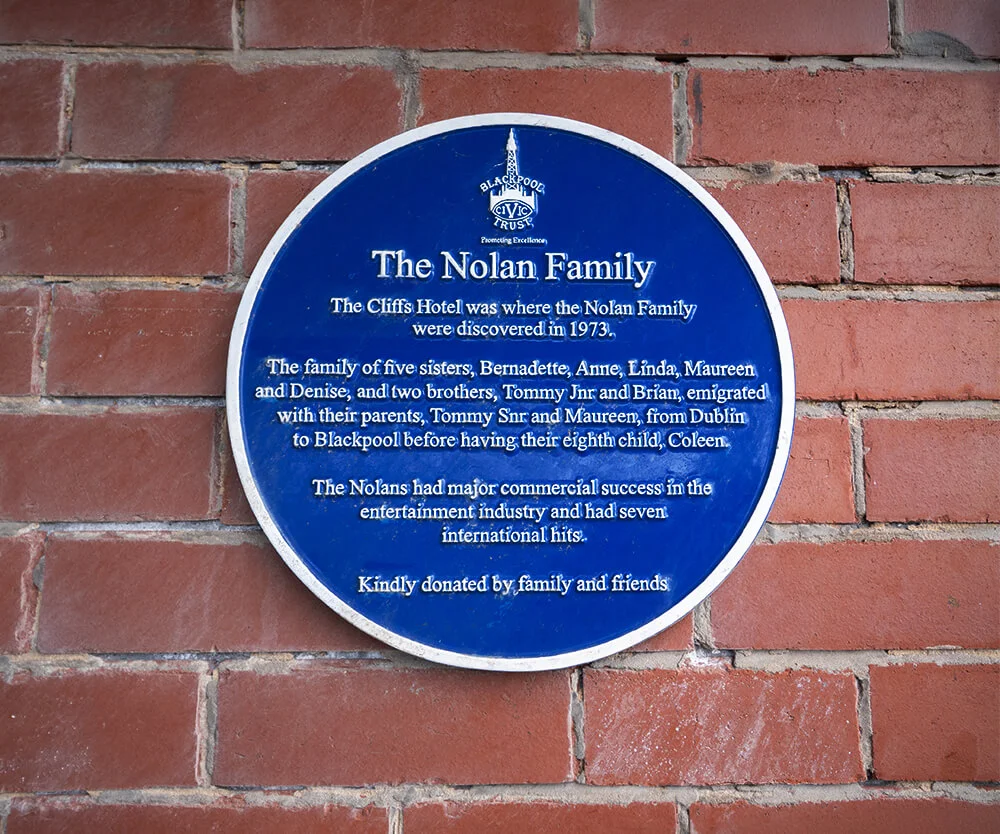 BLACKPOOL
CIVIC
TRUST
Promoting Excellence
The Nolan Family
The Cliffs Hotel was where the Nolan Family
were discovered in 1973.
The family of five sisters, Bernadette, Anne, Linda, Maureen
and Denise, and two brothers, Tommy Jnr and Brian, emigrated
with their parents, Tommy Snr and Maureen, from Dublin
to Blackpool before having their eighth child, Coleen.
The Nolans had major commercial success in the
entertainment industry and had seven
international hits.
Kindly donated by family and friends